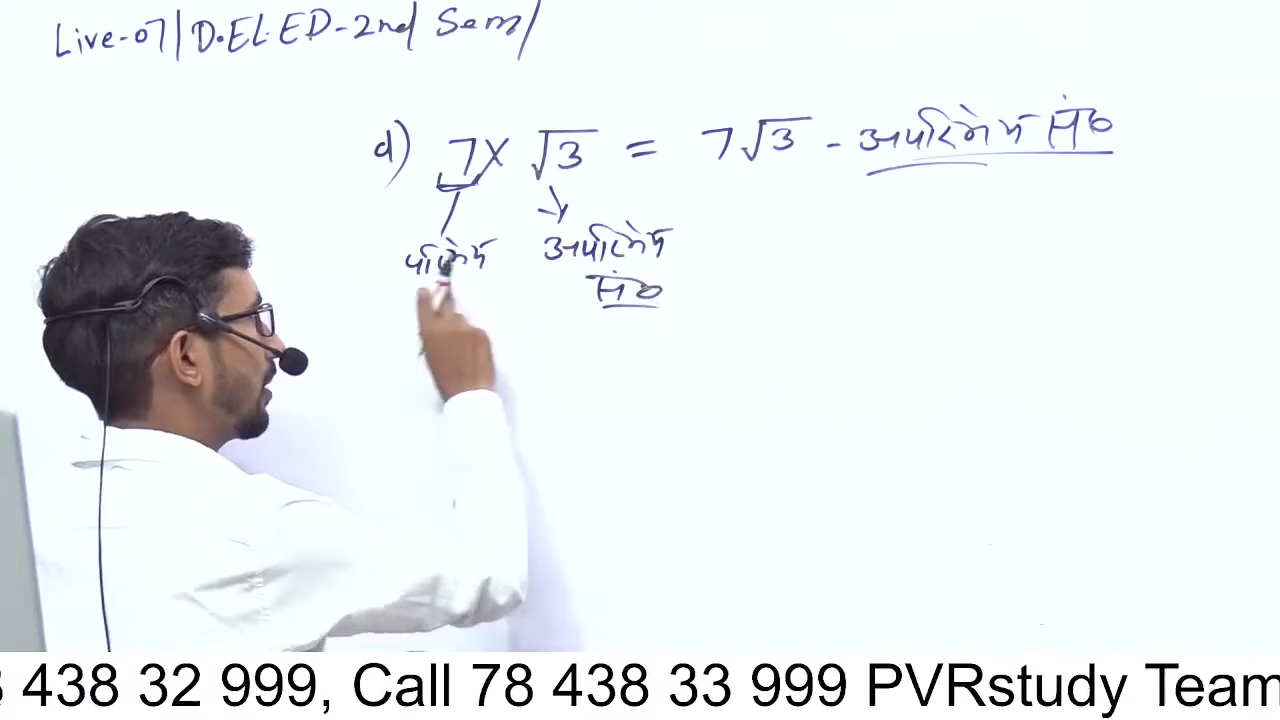 Live-07|D.EL.ED-2nd Sem/
d) 7x √3 = 7√3 - अपरिमेय सं०
परिमेय अपरिमेय
सं०
438 32 999, Call 78 438 33 999 PVRstudy Team